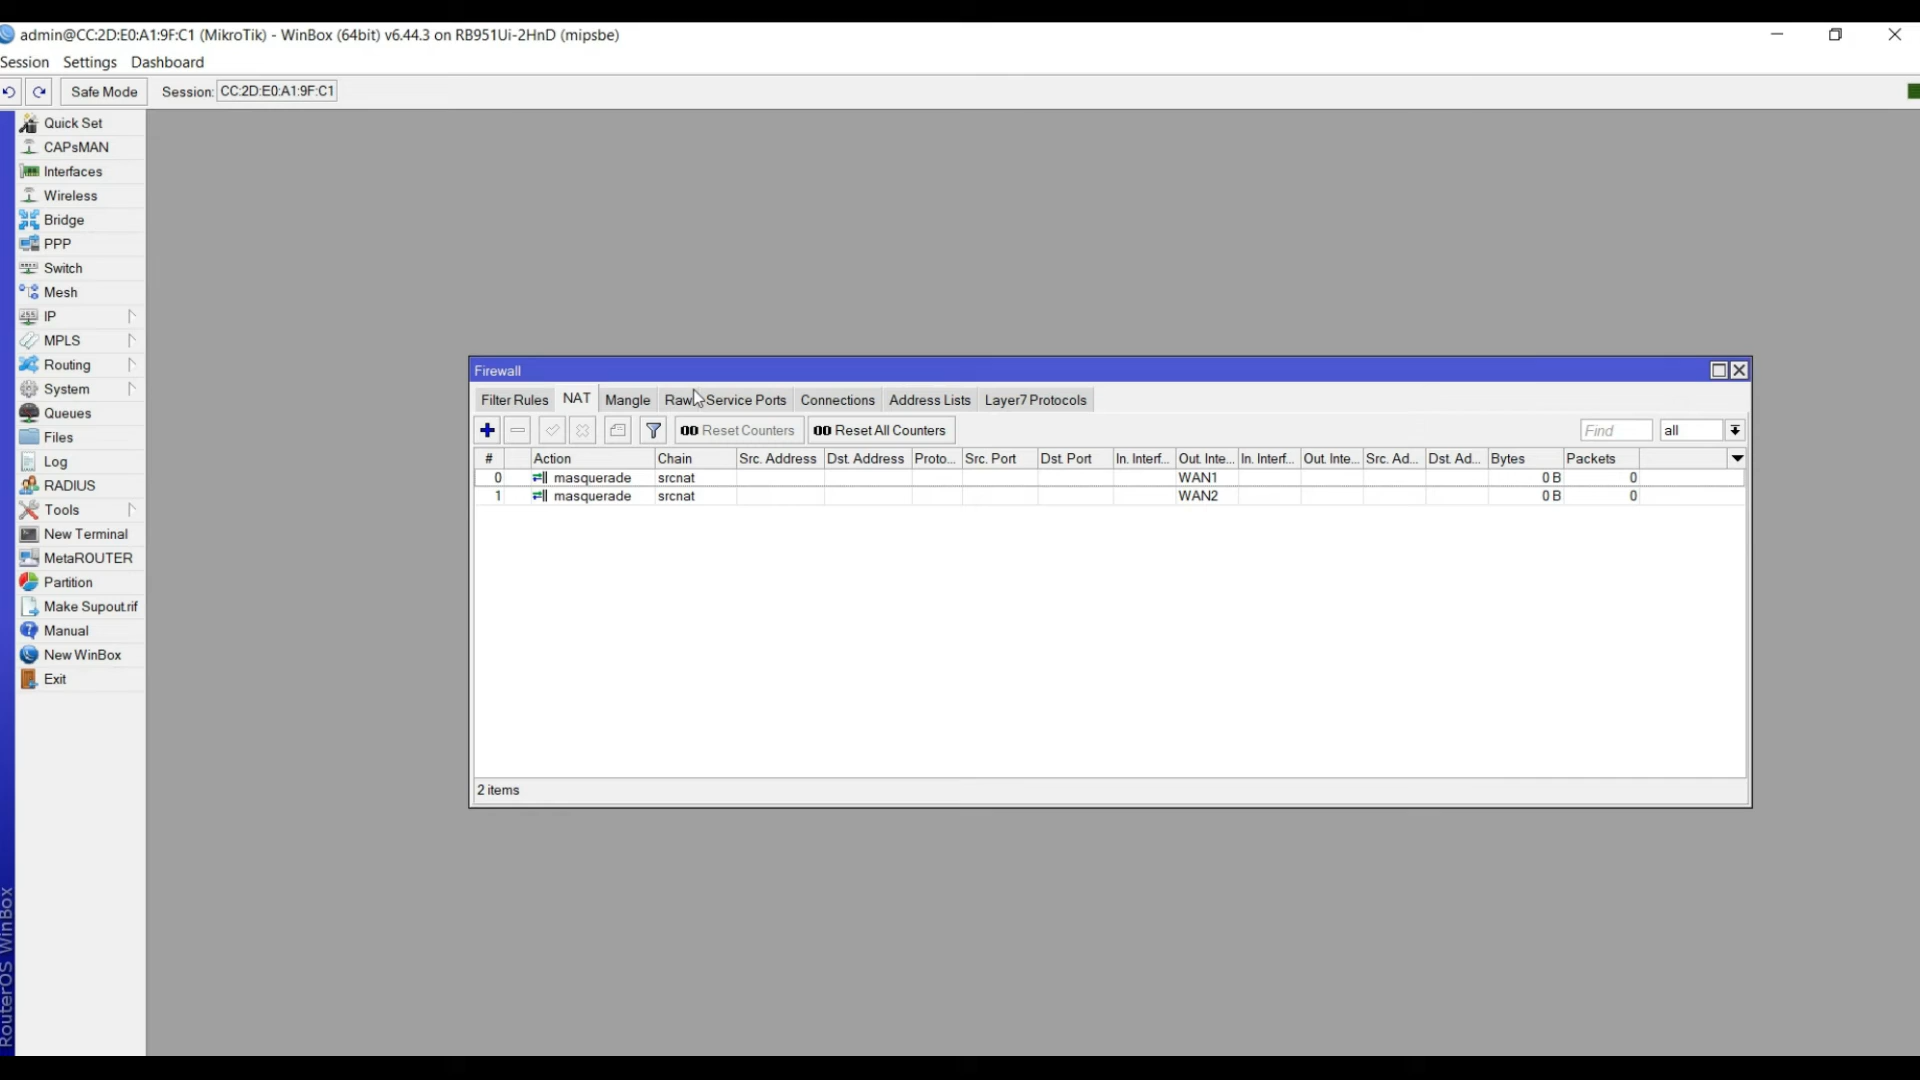 admin@CC:2D:E0:A1:9F:C1 (MikroTik) - WinBox (64bit) v6.44.3 on RB951Ui-2HnD (mipsbe)
Session Settings Dashboard
Safe Mode Session: CC:2D:E0:A1:9F:C1
Quick Set
CAPsMAN
Interfaces
Wireless
Bridge
PPP
Switch
Mesh
IP
MPLS
Routing
System
Queues
Files
Log
RADIUS
Tools
New Terminal
MetaROUTER
Partition
Make Supout.rif
Manual
New WinBox
Exit
RouterOS WinBox
Firewall
Filter Rules NAT Mangle Raw Service Ports Connections Address Lists Layer7 Protocols
00 Reset Counters 00 Reset All Counters Find all
# Action Chain Src. Address Dst. Address Proto... Src. Port Dst. Port In. Interf... Out. Inte... In. Interf... Out. Inte... Src. Ad... Dst. Ad... Bytes Packets
0 masquerade srcnat WAN1 0 B 0
1 masquerade srcnat WAN2 0 B 0
2 items